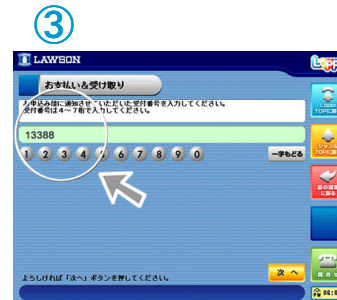 ③
LAWSON
Loppi
お支払い&受け取り
お申込み後に通知させていただいた受付番号を入力してください。
受付番号は4～7桁で入力してください。
13388
1 2 3 4 5 6 7 8 9 0
一字もどる
よろしければ「次へ」ボタンを押してください。
次 へ